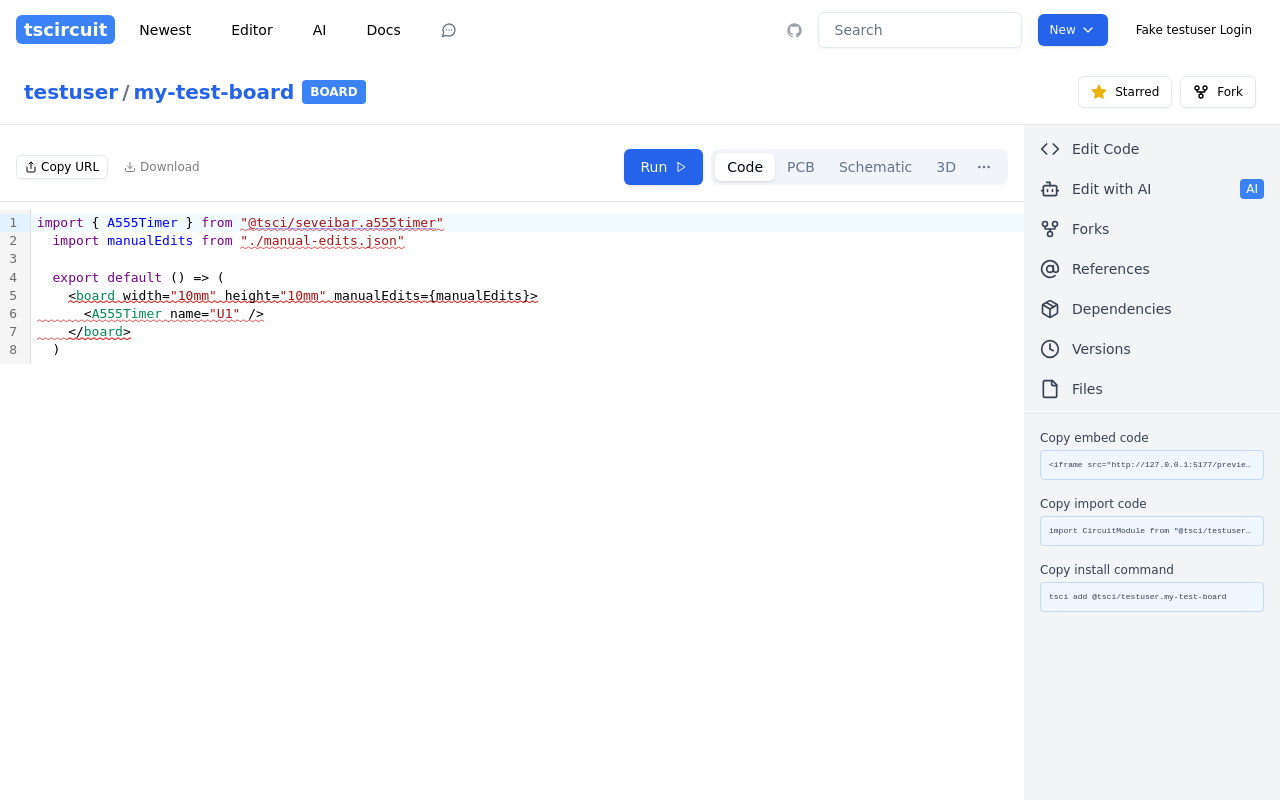 tscircuit Newest Editor AI Docs Search New Fake testuser Login
testuser / my-test-board BOARD Starred Fork
Copy URL Download Run Code PCB Schematic 3D
1 import { A555Timer } from "@tsci/seveibar.a555timer"
2 import manualEdits from "./manual-edits.json"
3
4 export default () => (
5 <board width="10mm" height="10mm" manualEdits={manualEdits}>
6 <A555Timer name="U1" />
7 </board>
8 )
Edit Code
Edit with AI AI
Forks
References
Dependencies
Versions
Files
Copy embed code
<iframe src="http://127.0.0.1:5177/previe…
Copy import code
import CircuitModule from "@tsci/testuser…
Copy install command
tsci add @tsci/testuser.my-test-board